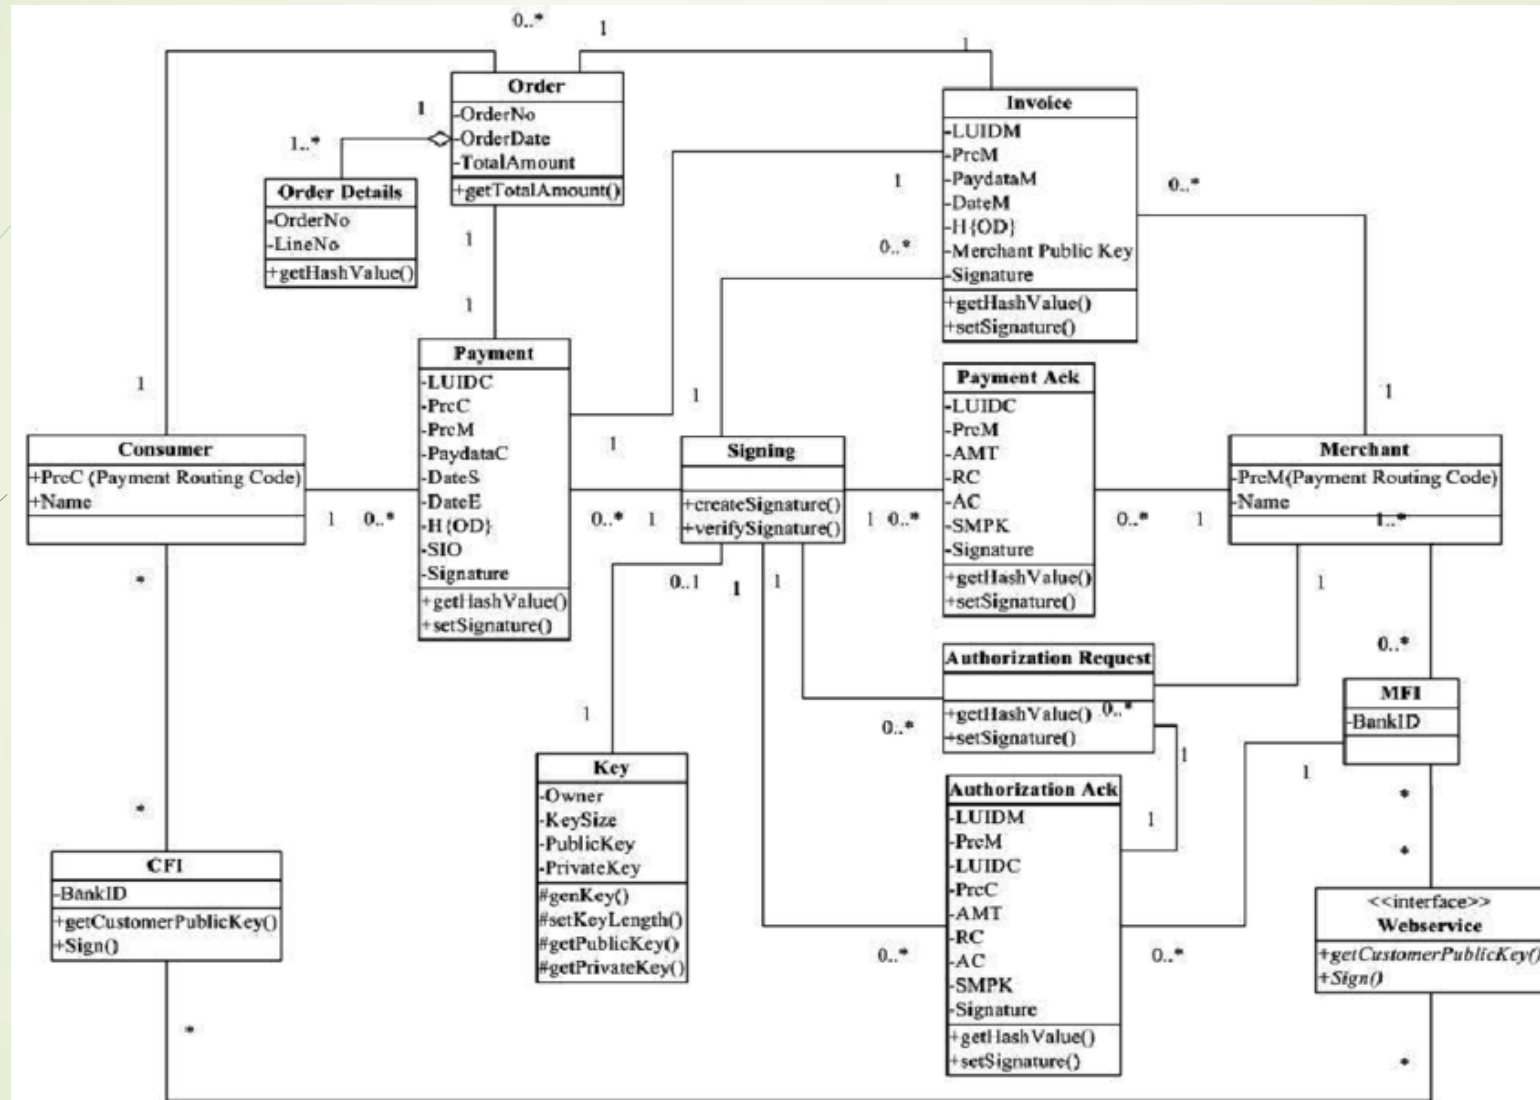 0..*
1
1
Order
-OrderNo
-OrderDate
-TotalAmount
+getTotalAmount()
1
1..*
Order Details
-OrderNo
-LineNo
+getHashValue()
Invoice
-LUIDM
-PrcM
-PaydataM
-DateM
-H{OD}
-Merchant Public Key
-Signature
+getHashValue()
+setSignature()
1
0..*
0..*
1
1
Payment
-LUIDC
-PrcC
-PrcM
-PaydataC
-DateS
-DateE
-H{OD}
-SIO
-Signature
+getHashValue()
+setSignature()
1
1
1
1
Consumer
+PrcC (Payment Routing Code)
+Name
1
0..*
0..*
1
Signing
+createSignature()
+verifySignature()
1
0..*
Payment Ack
-LUIDC
-PrcM
-AMT
-RC
-AC
-SMPK
-Signature
+getHashValue()
+setSignature()
0..*
1
Merchant
-PrcM(Payment Routing Code)
-Name
1..*
*
0..1
1
1
1
0..*
Authorization Request
+getHashValue()
+setSignature()
0..*
0..*
MFI
-BankID
1
1
1
1
Key
-Owner
-KeySize
-PublicKey
-PrivateKey
#genKey()
#setKeyLength()
#getPublicKey()
#getPrivateKey()
Authorization Ack
-LUIDM
-PrcM
-LUIDC
-PrcC
-AMT
-RC
-AC
-SMPK
-Signature
+getHashValue()
+setSignature()
0..*
0..*
*
*
*
CFI
-BankID
+getCustomerPublicKey()
+Sign()
<<interface>>
Webservice
+getCustomerPublicKey()
+Sign()
*
*